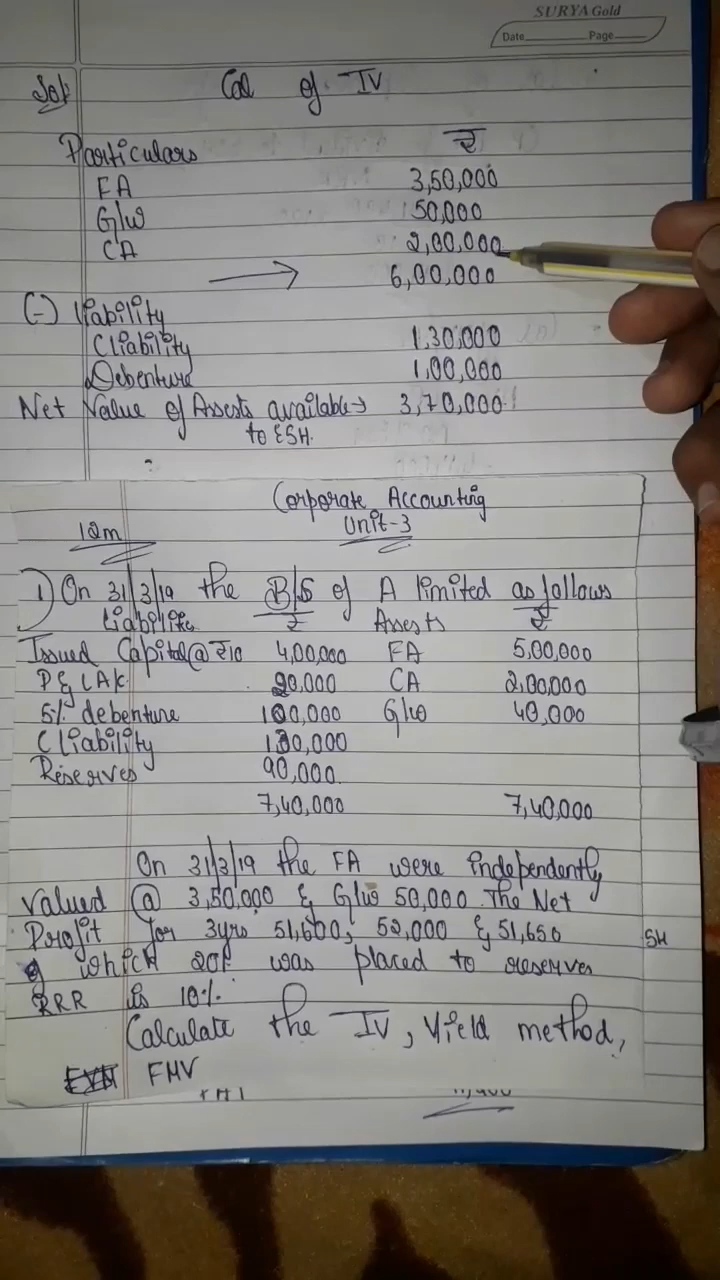 SURYA Gold
Date Page
Sol Cal of IV
Particulars ₹
FA 3,50,000
G/w 50,000
CA 2,00,000
→ 6,00,000
(-) liability
Cliability 1,30,000
Debenture 1,00,000
Net Value of Assests available→ 3,70,000
to ESH.
Corporate Accounting
12m Unit-3
1) On 31/3/19 the B/S of A limited as follows
₹ Assests ₹
Issued Capital@ ₹10 4,00,000 FA 5,00,000
20,000 CA 2,00,000
5% debenture 100,000 G/w 40,000
Cliability 130,000
Reserves 90,000
7,40,000 7,40,000
On 31/3/19 the FA were independently
Valued @ 3,50,000 & G/w 50,000 The Net
Profit for 3yrs 51,600, 52,000 & 51,650 SH
of which 20% was placed to reserves
RRR is 10%.
Calculate the IV, Yield method,
FMV